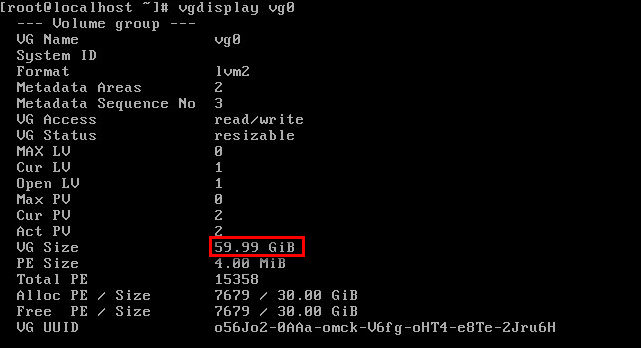 [root@localhost ~]# vgdisplay vg0
--- Volume group ---
VG Name vg0
System ID
Format lvm2
Metadata Areas 2
Metadata Sequence No 3
VG Access read/write
VG Status resizable
MAX LV 0
Cur LV 1
Open LV 1
Max PV 0
Cur PV 2
Act PV 2
VG Size 59.99 GiB
PE Size 4.00 MiB
Total PE 15358
Alloc PE / Size 7679 / 30.00 GiB
Free PE / Size 7679 / 30.00 GiB
VG UUID o56Jo2-0AAa-omck-V6fg-oHT4-e8Te-2Jru6H